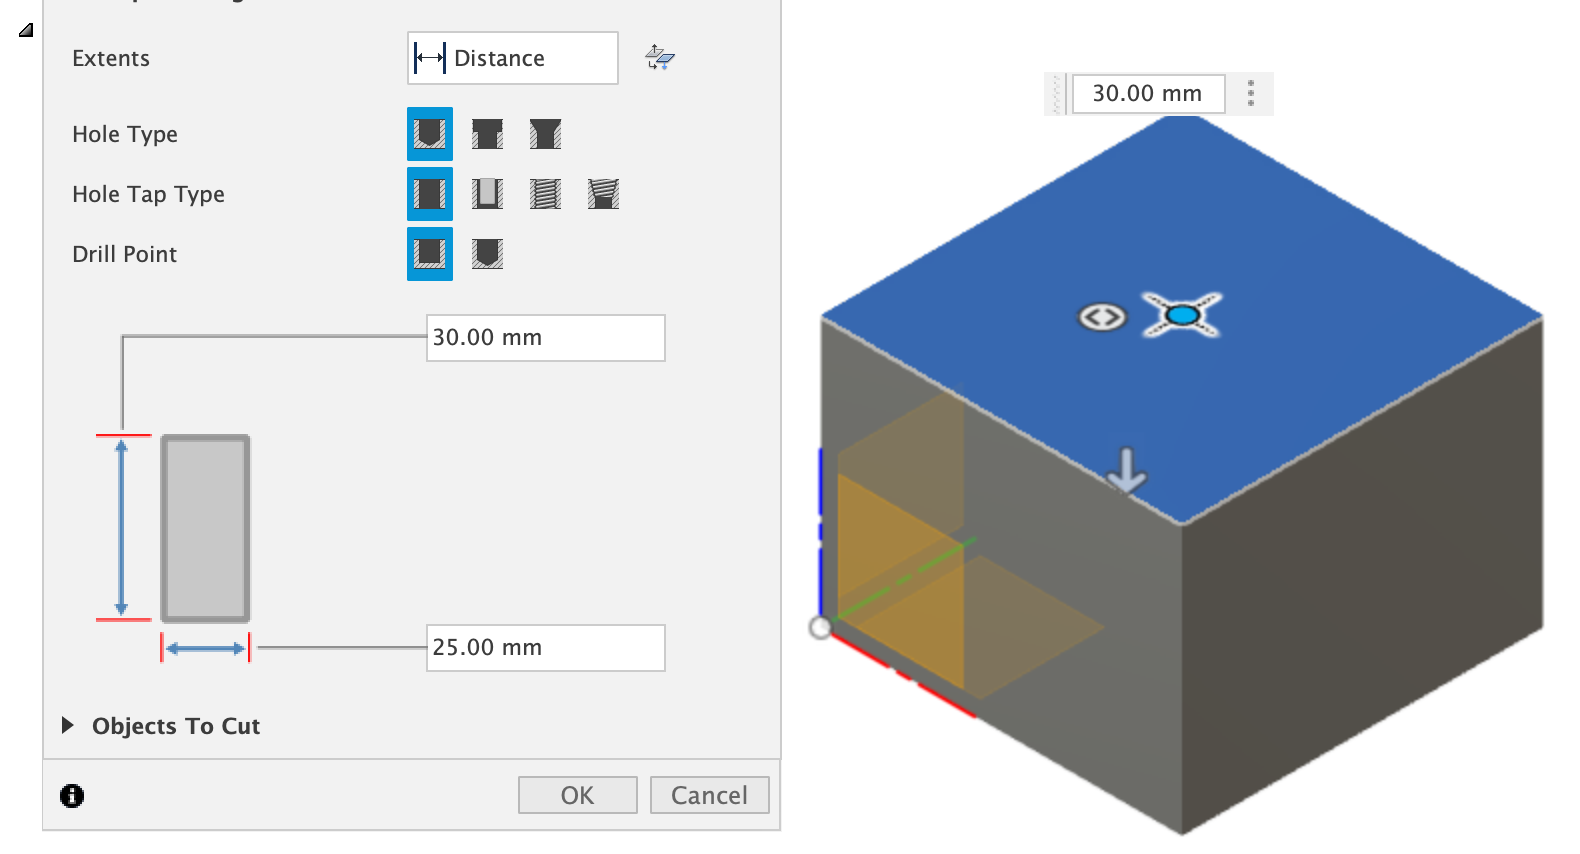 Extents
Distance
30.00 mm
Hole Type
Hole Tap Type
Drill Point
30.00 mm
25.00 mm
Objects To Cut
OK
Cancel